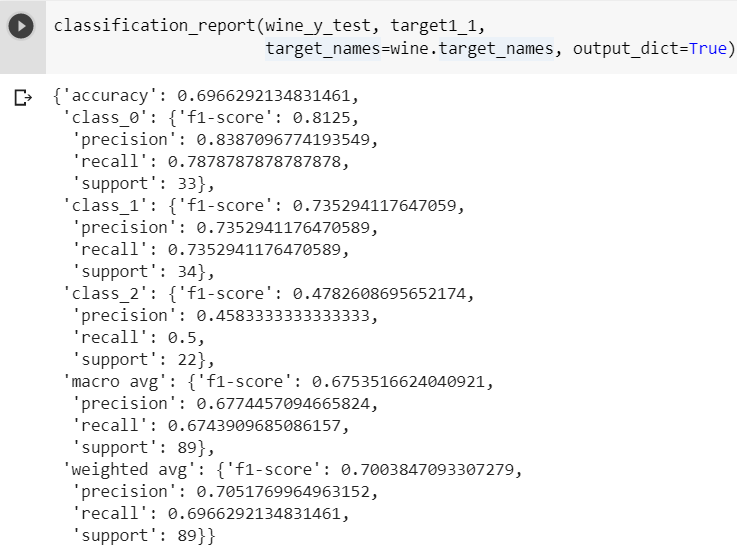 classification_report(wine_y_test, target1_1,
                      target_names=wine.target_names, output_dict=True)
{'accuracy': 0.6966292134831461,
 'class_0': {'f1-score': 0.8125,
  'precision': 0.8387096774193549,
  'recall': 0.7878787878787878,
  'support': 33},
 'class_1': {'f1-score': 0.735294117647059,
  'precision': 0.7352941176470589,
  'recall': 0.7352941176470589,
  'support': 34},
 'class_2': {'f1-score': 0.4782608695652174,
  'precision': 0.4583333333333333,
  'recall': 0.5,
  'support': 22},
 'macro avg': {'f1-score': 0.6753516624040921,
  'precision': 0.6774457094665824,
  'recall': 0.6743909685086157,
  'support': 89},
 'weighted avg': {'f1-score': 0.7003847093307279,
  'precision': 0.7051769964963152,
  'recall': 0.6966292134831461,
  'support': 89}}